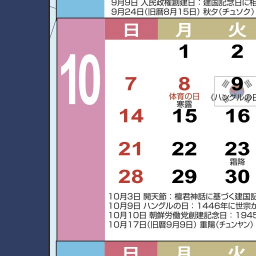 9月9日 人民政権創建日：建国記念日に相
9月24日(旧暦8月15日) 秋夕(チュソク)
日 月 火
10
1 2
7 8 9
体育の日 (ハングルの日
寒露
14 15 16
21 22 23
霜降
28 29 30
10月3日 開天節：檀君神話に基づく建国記
10月9日 ハングルの日：1446年に世宗が
10月10日 朝鮮労働党創建記念日：1945
10月17日(旧暦9月9日) 重陽(チュンヤン)
日 月 火